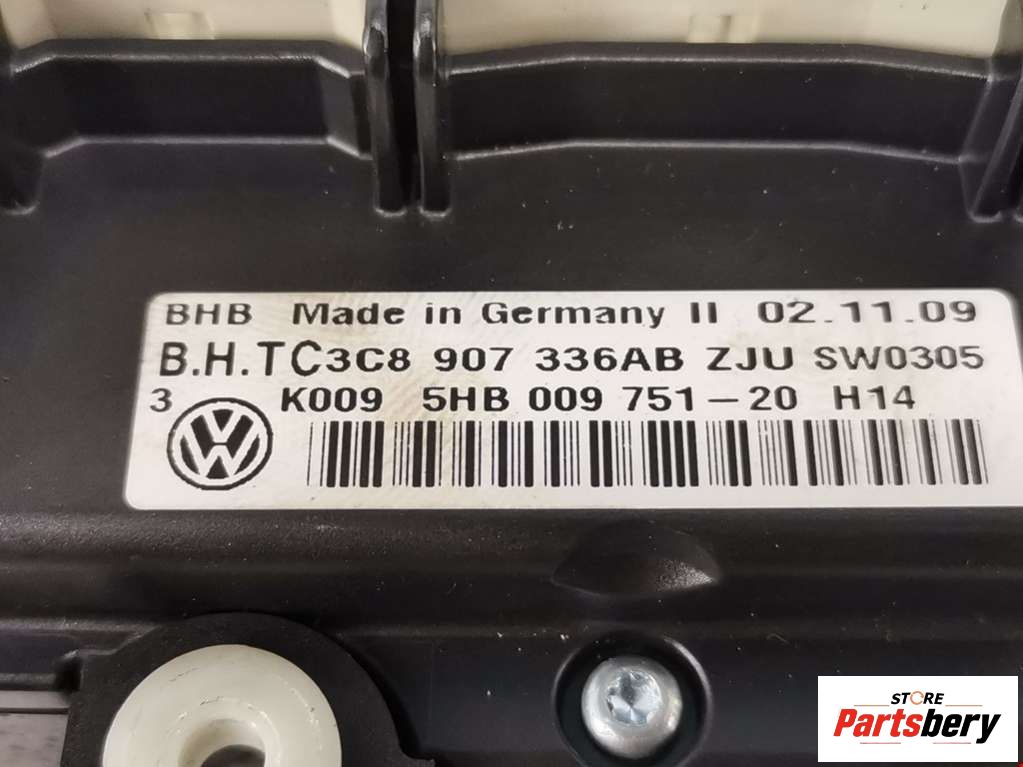 BHB Made in Germany II 02.11.09
B.H.TC3C8 907 336AB ZJU SW0305
3 K009 5HB 009 751-20 H14
STORE
Partsbery